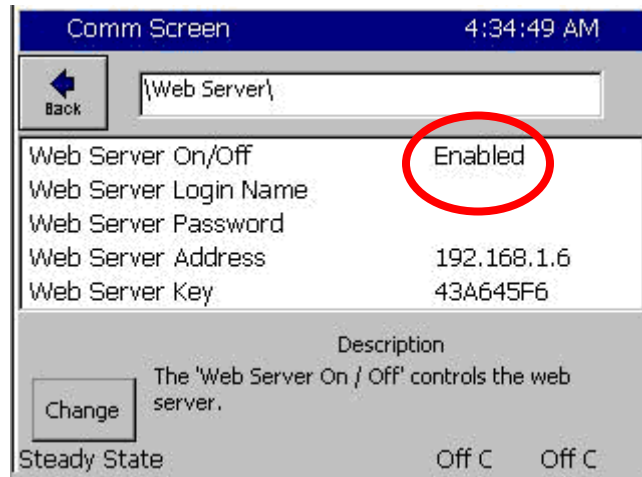 Comm Screen 4:34:49 AM
Back \Web Server\
Web Server On/Off Enabled
Web Server Login Name
Web Server Password
Web Server Address 192.168.1.6
Web Server Key 43A645F6
Description
The 'Web Server On / Off' controls the web
server.
Change
Steady State Off C Off C